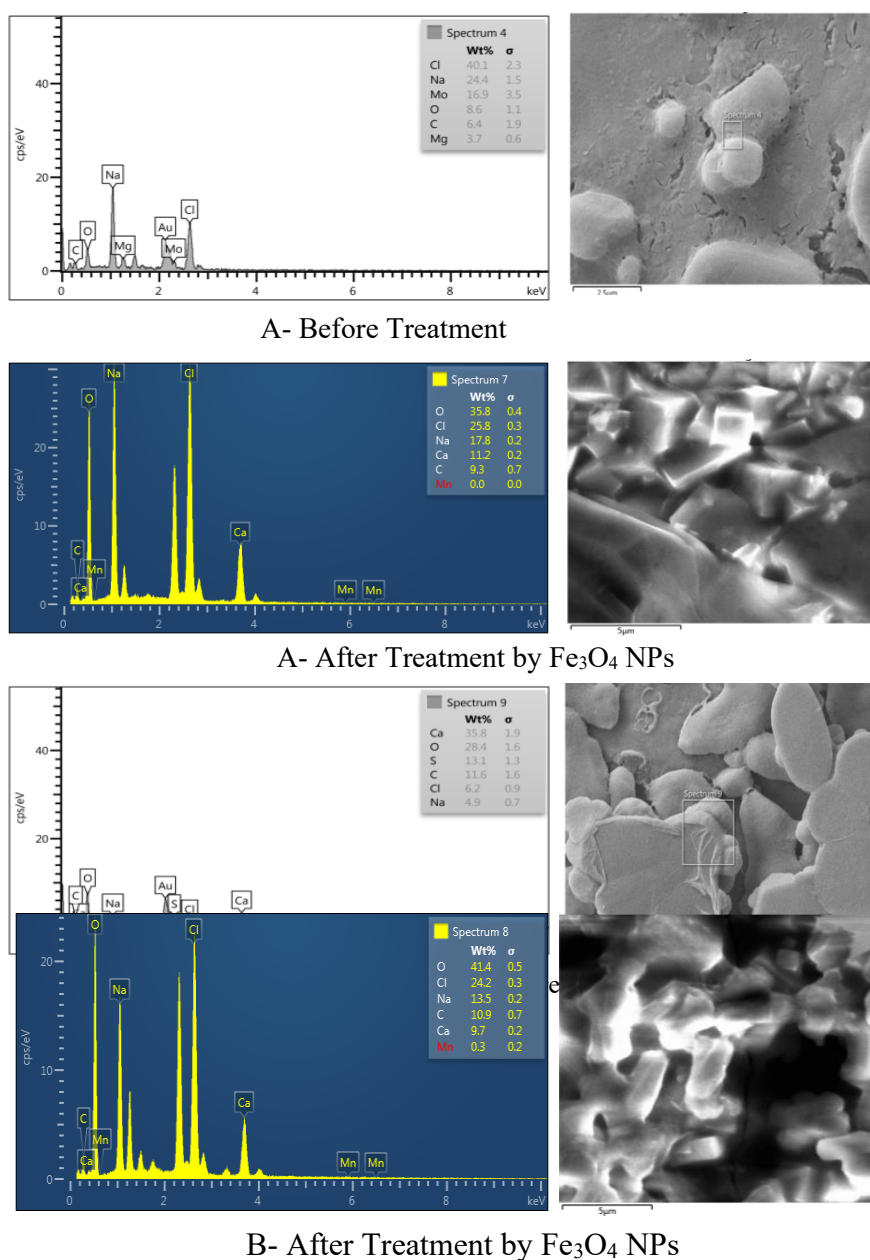 Spectrum 4
Wt% σ
Cl 40.1 2.3
Na 24.4 1.5
Mo 16.9 3.5
O 8.6 1.1
C 6.4 1.9
Mg 3.7 0.6
cps/eV
40
20
0
C
O
Na
Mg
Au
Mo
Cl
0 2 4 6 8 keV
Spectrum 4
2.5µm
A- Before Treatment
Spectrum 7
Wt% σ
O 35.8 0.4
Cl 25.8 0.3
Na 17.8 0.2
Ca 11.2 0.2
C 9.3 0.7
Mn 0.0 0.0
cps/eV
20
10
0
C
Ca
O
Mn
Na
Cl
Ca
Mn
Mn
0 2 4 6 8 keV
5µm
A- After Treatment by Fe₃O₄ NPs
Spectrum 9
Wt% σ
Ca 35.8 1.9
O 28.4 1.6
S 13.1 1.3
C 11.6 1.6
Cl 6.2 0.9
Na 4.9 0.7
cps/eV
40
20
C
O
Na
Au
S
Cl
Ca
Spectrum 9
e
Spectrum 8
Wt% σ
O 41.4 0.5
Cl 24.2 0.3
Na 13.5 0.2
C 10.9 0.7
Ca 9.7 0.2
Mn 0.3 0.2
cps/eV
20
10
0
C
Ca
O
Mn
Na
Cl
Ca
Mn
Mn
0 2 4 6 8 keV
5µm
B- After Treatment by Fe₃O₄ NPs